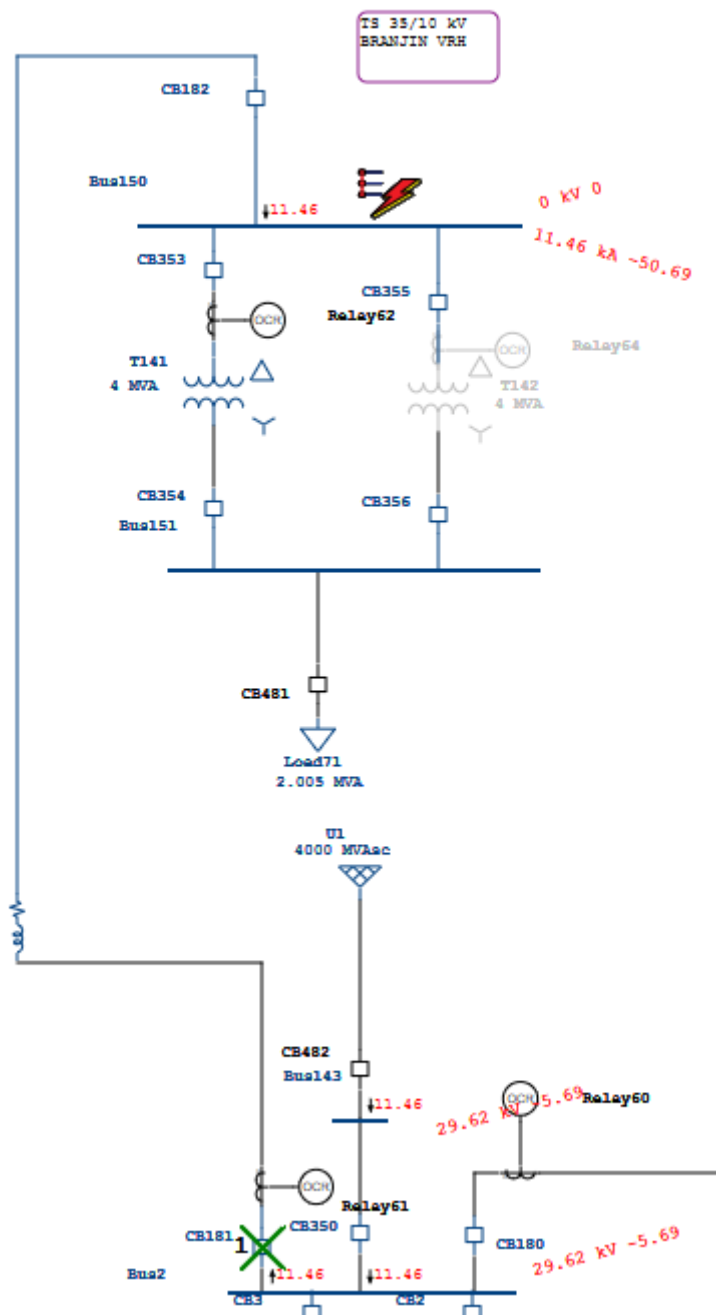 TS 35/10 kV
BRANJIN VRH
CB182
Bus150
11.46
0 kV 0
11.46 kA -50.69
CB353
OCR
Relay62
CB355
OCR
Relay64
T141
4 MVA
T142
4 MVA
CB354
Bus151
CB356
CB481
Load71
2.005 MVA
U1
4000 MVAsc
CB482
Bus143
11.46
29.62 kV -5.69
OCR
Relay60
OCR
Relay61
CB181
1
CB350
CB180
29.62 kV -5.69
Bus2
11.46
11.46
CB3
CB2